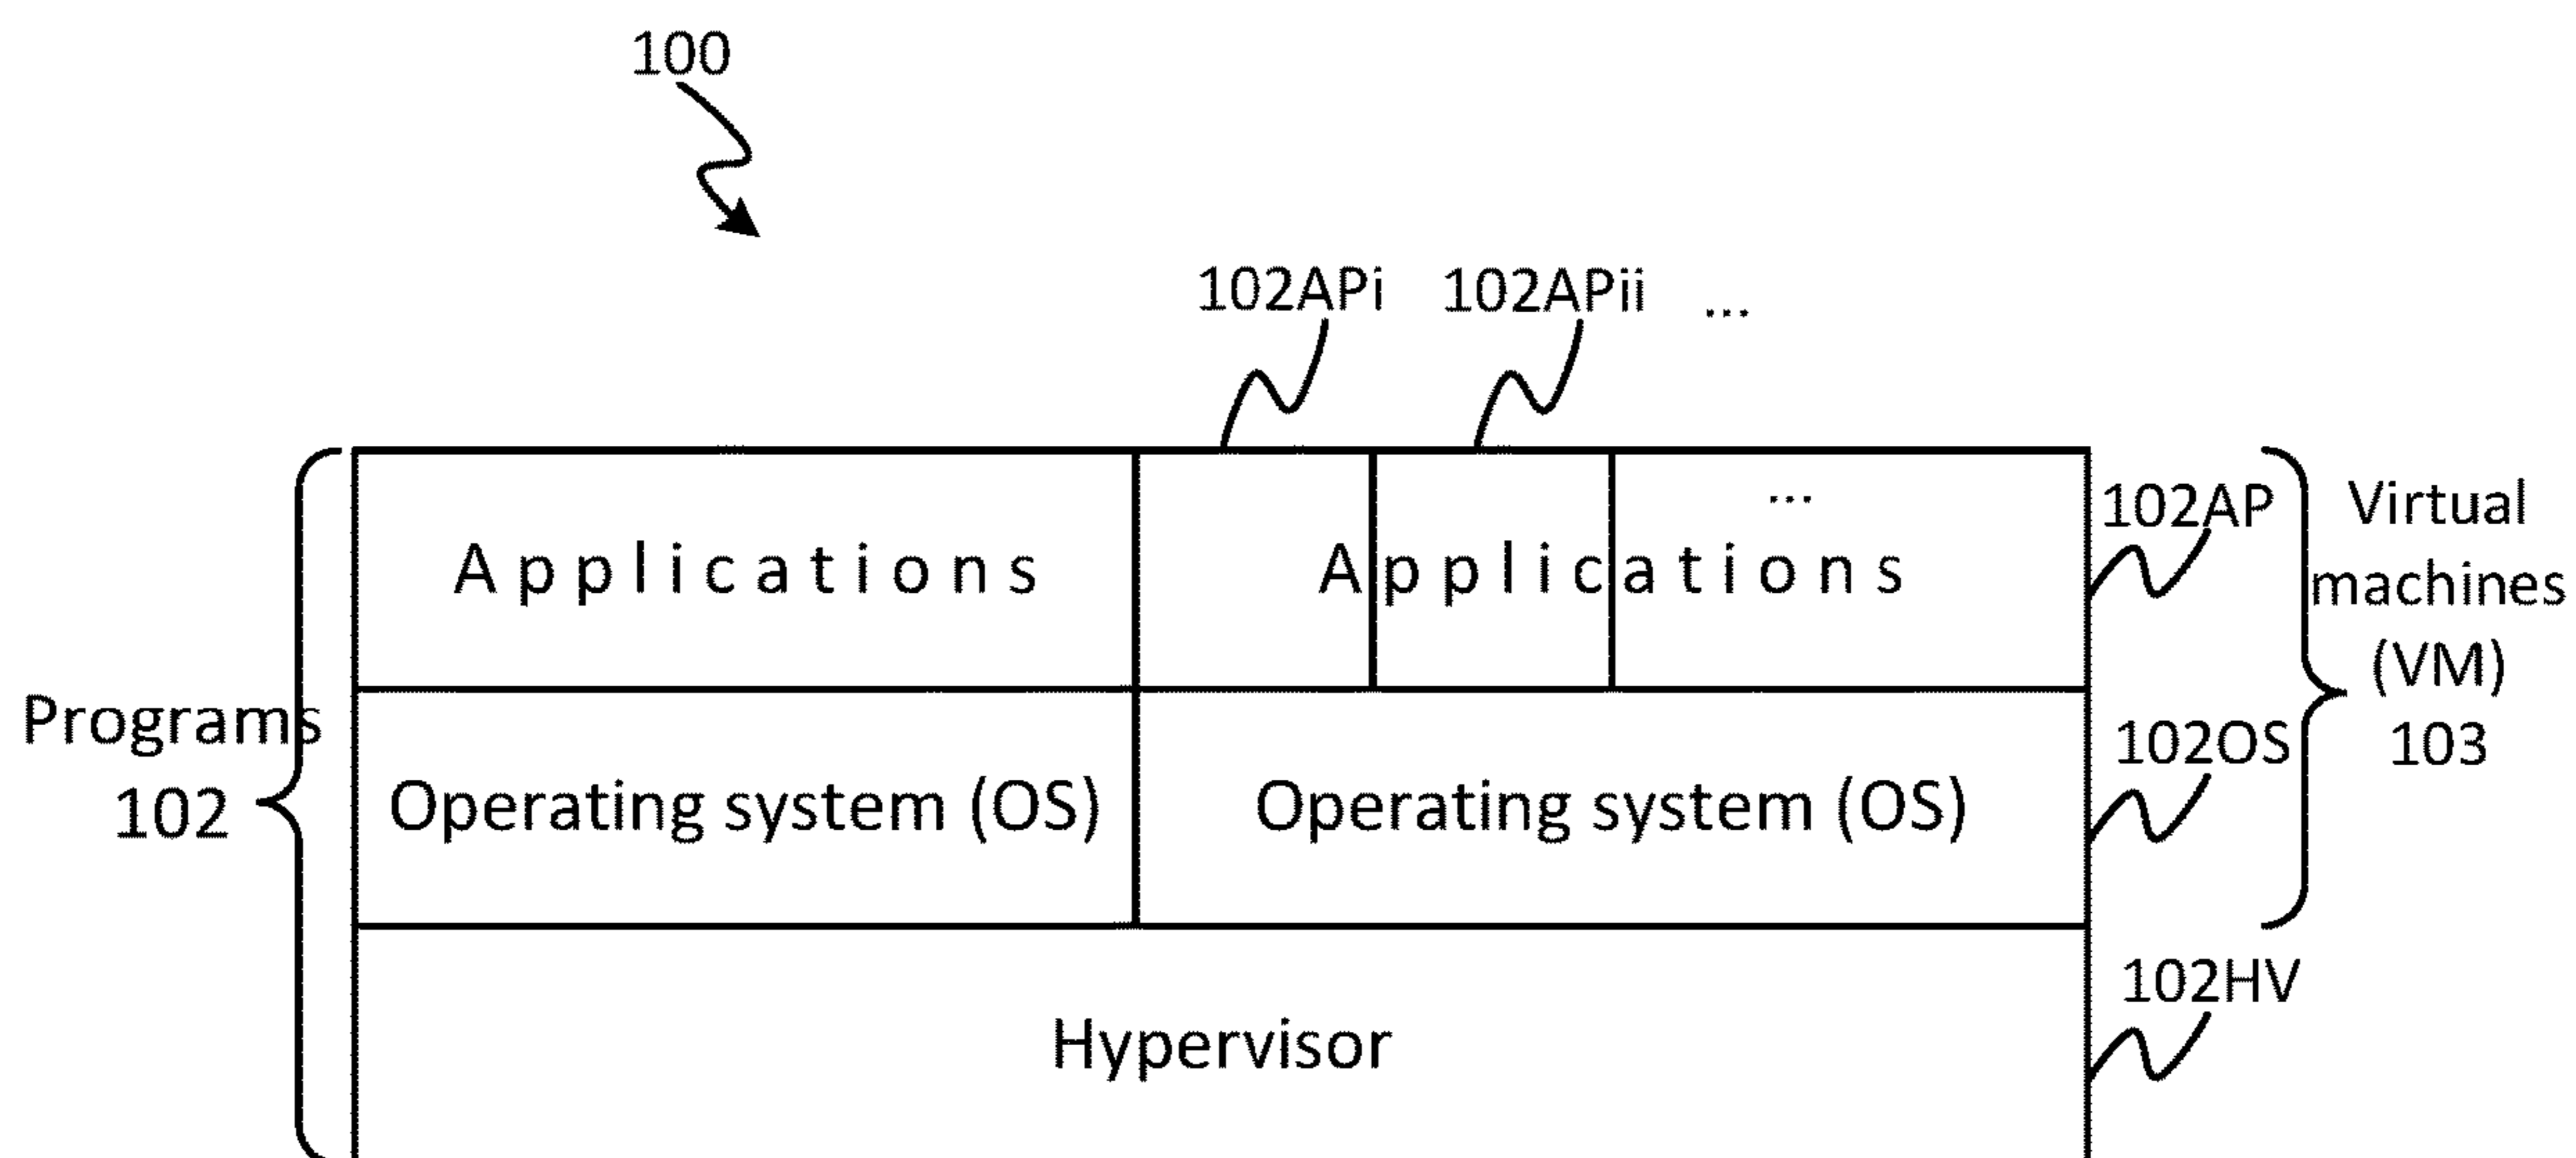 100
102APi 102APii ...
...
102AP
Virtual
machines
(VM)
103
Applications Applications
Programs
102
102OS
Operating system (OS) Operating system (OS)
102HV
Hypervisor